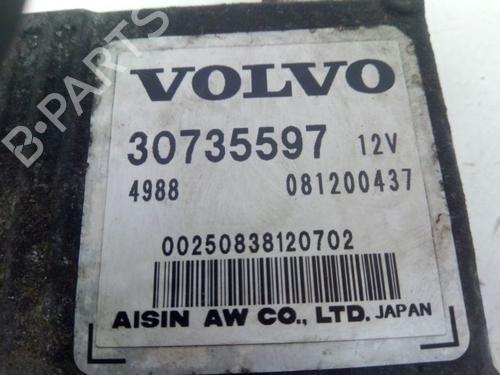 B-PARTS
VOLVO
30735597 12V
4988 081200437
00250838120702
AISIN AW CO., LTD. JAPAN